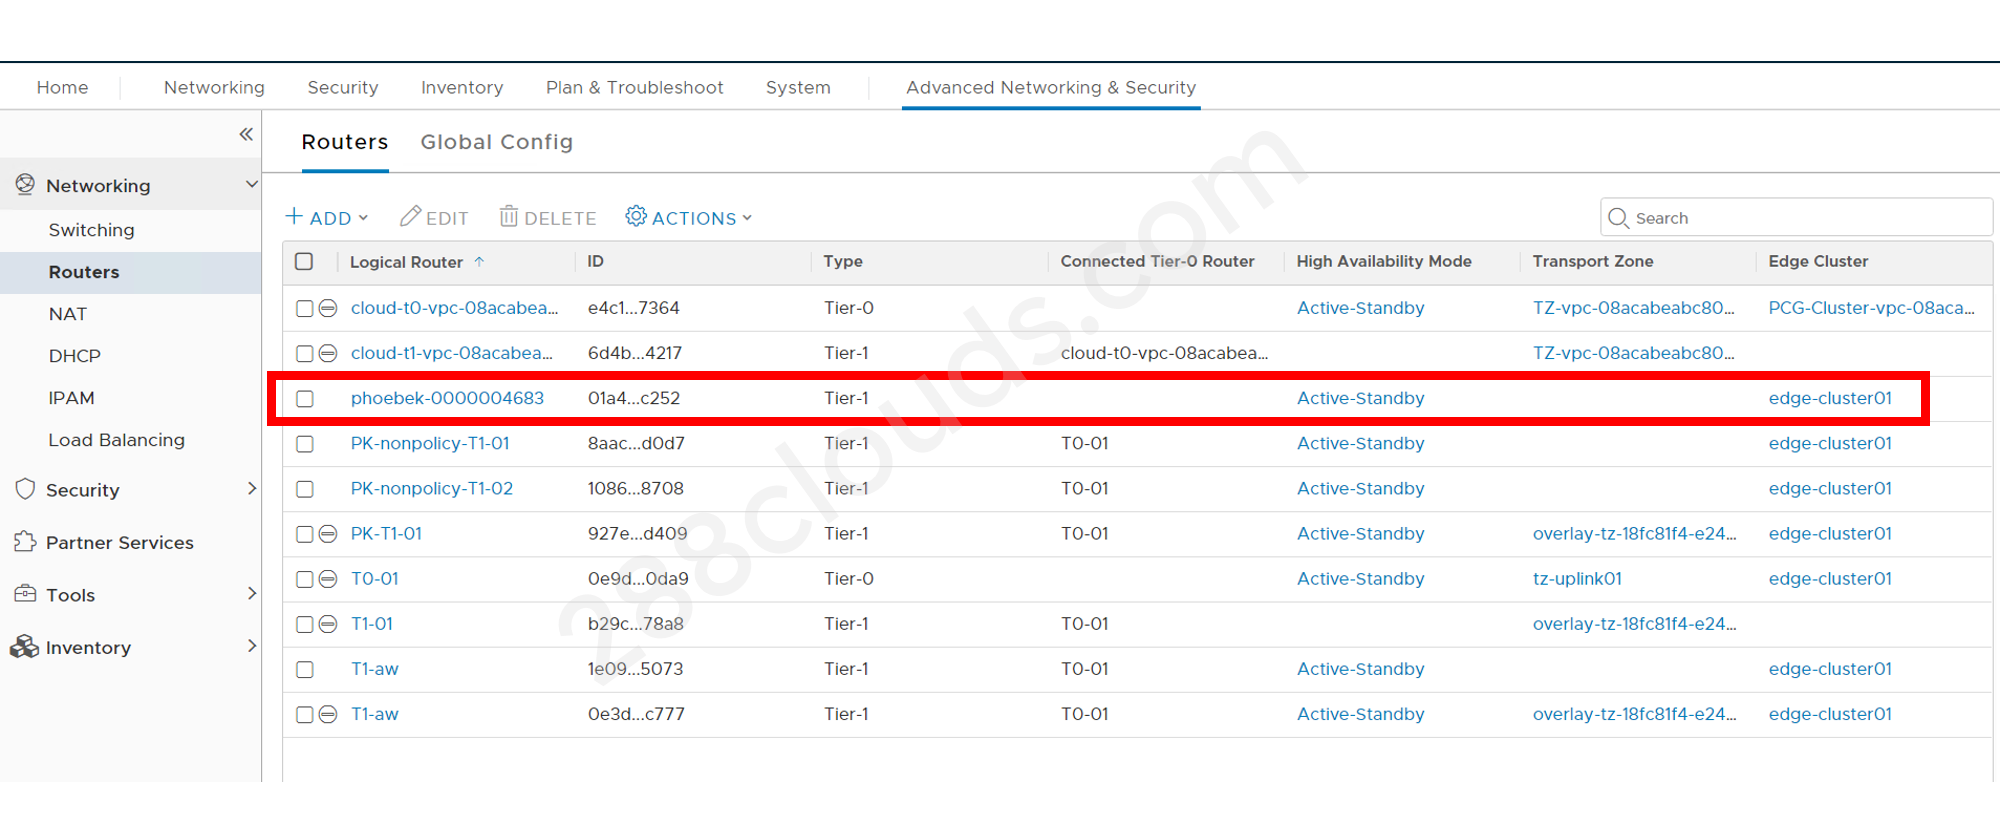 Home Networking Security Inventory Plan & Troubleshoot System Advanced Networking & Security
Routers Global Config
Networking
Switching
Routers
NAT
DHCP
IPAM
Load Balancing
Security
Partner Services
Tools
Inventory
ADD EDIT DELETE ACTIONS Search
Logical Router ID Type Connected Tier-0 Router High Availability Mode Transport Zone Edge Cluster
cloud-t0-vpc-08acabea... e4c1...7364 Tier-0 Active-Standby TZ-vpc-08acabeabc80... PCG-Cluster-vpc-08aca...
cloud-t1-vpc-08acabea... 6d4b...4217 Tier-1 cloud-t0-vpc-08acabea... TZ-vpc-08acabeabc80...
phoebek-0000004683 01a4...c252 Tier-1 Active-Standby edge-cluster01
PK-nonpolicy-T1-01 8aac...d0d7 Tier-1 T0-01 Active-Standby edge-cluster01
PK-nonpolicy-T1-02 1086...8708 Tier-1 T0-01 Active-Standby edge-cluster01
PK-T1-01 927e...d409 Tier-1 T0-01 Active-Standby overlay-tz-18fc81f4-e24... edge-cluster01
T0-01 0e9d...0da9 Tier-0 Active-Standby tz-uplink01 edge-cluster01
T1-01 b29c...78a8 Tier-1 T0-01 overlay-tz-18fc81f4-e24...
T1-aw 1e09...5073 Tier-1 T0-01 Active-Standby edge-cluster01
T1-aw 0e3d...c777 Tier-1 T0-01 Active-Standby overlay-tz-18fc81f4-e24... edge-cluster01
288clouds.com